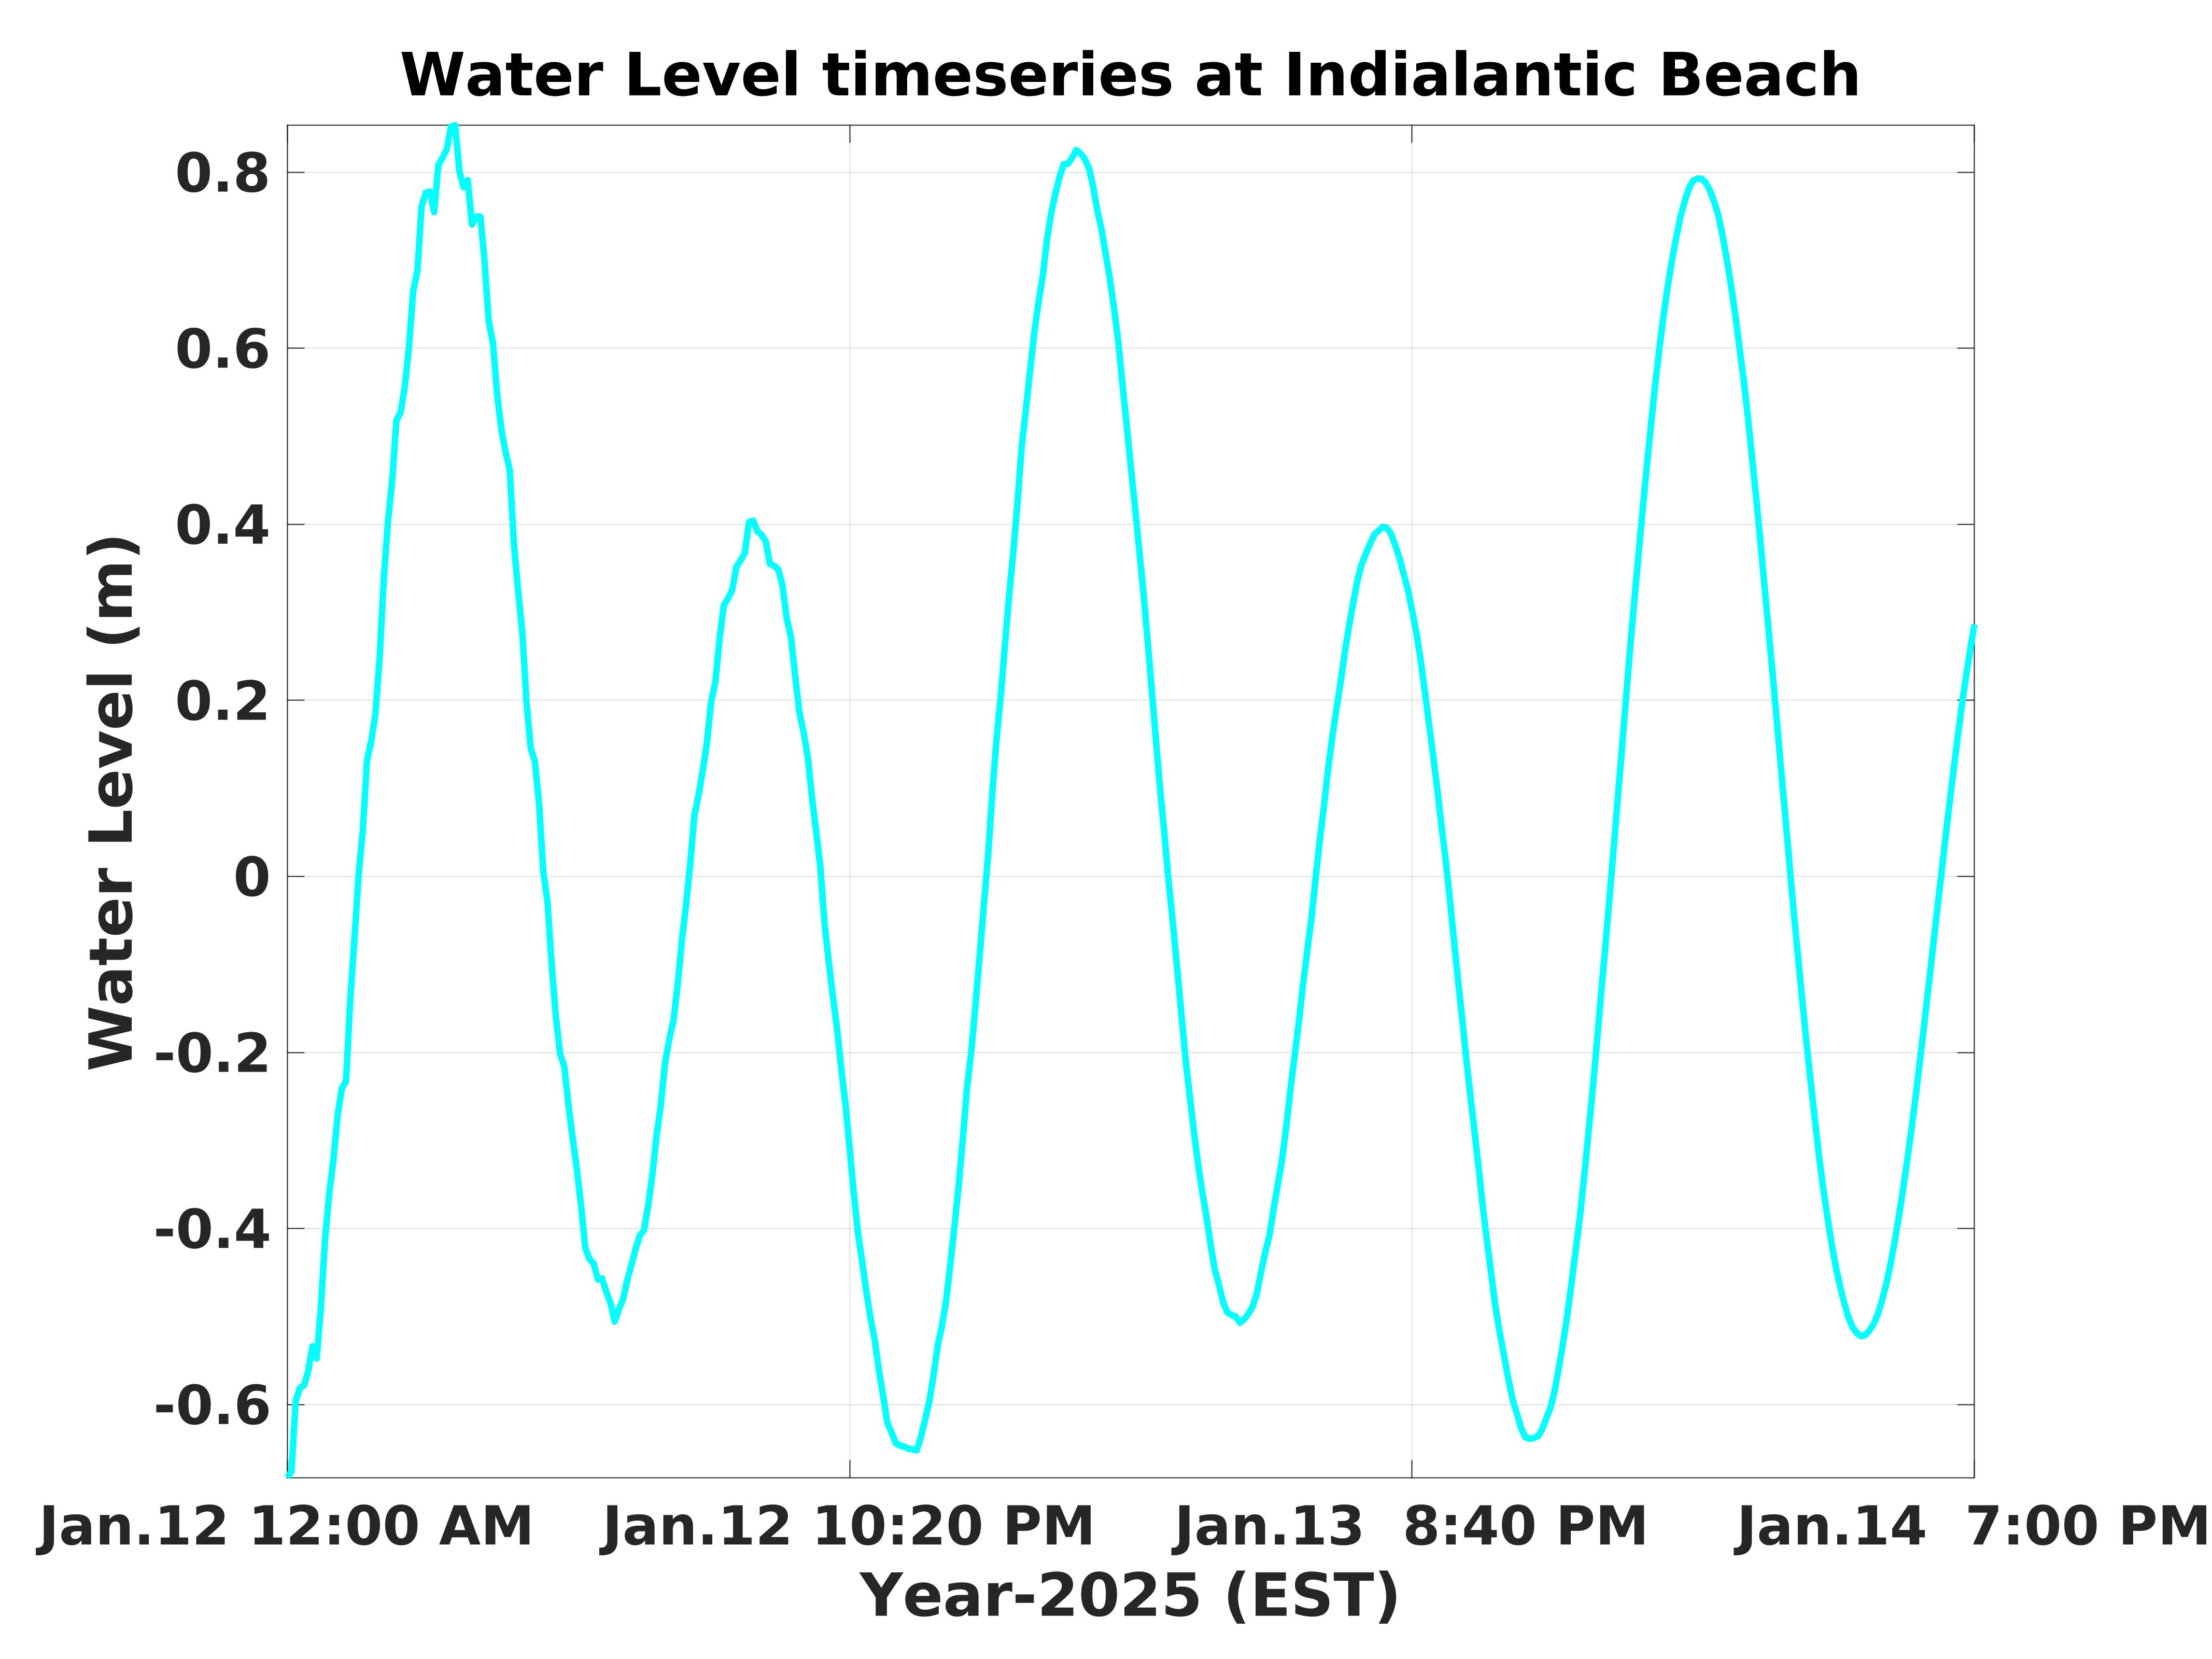 Water Level timeseries at Indialantic Beach
Water Level (m)
0.8
0.6
0.4
0.2
0
-0.2
-0.4
-0.6
Jan.12 12:00 AM Jan.12 10:20 PM Jan.13 8:40 PM Jan.14 7:00 PM
Year-2025 (EST)